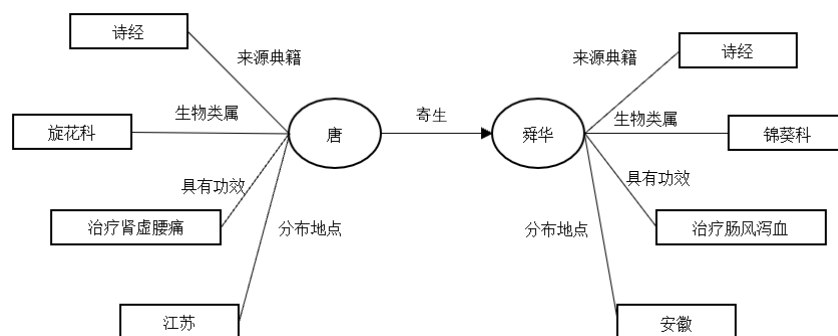 诗经
来源典籍
生物类属
旋花科
唐
具有功效
治疗肾虚腰痛
分布地点
江苏
寄生
舜华
诗经
来源典籍
生物类属
锦葵科
具有功效
治疗肠风泻血
分布地点
安徽